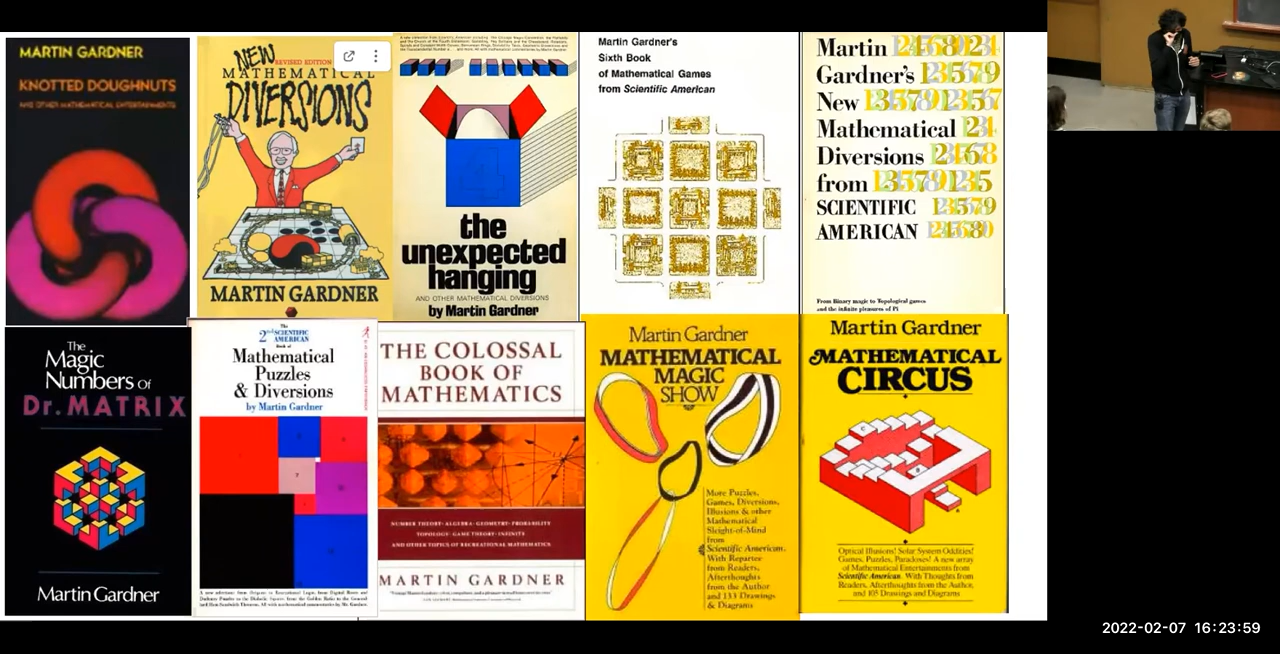 MARTIN GARDNER
KNOTTED DOUGHNUTS
AND OTHER MATHEMATICAL ENTERTAINMENTS
NEW
REVISED EDITION
MATHEMATICAL
DIVERSIONS
MARTIN GARDNER
the
unexpected
hanging
AND OTHER MATHEMATICAL DIVERSIONS
by Martin Gardner
Martin Gardner's
Sixth Book
of Mathematical Games
from Scientific American
Martin
Gardner's
New
Mathematical
Diversions
from
SCIENTIFIC
AMERICAN
From Binary magic to Topological games
and the infinite pleasures of Pi
The
Magic
Numbers Of
Dr. MATRIX
Martin Gardner
The
2nd SCIENTIFIC
AMERICAN
Book of
Mathematical
Puzzles
& Diversions
by Martin Gardner
THE COLOSSAL
BOOK OF
MATHEMATICS
NUMBER THEORY · ALGEBRA · GEOMETRY · PROBABILITY
TOPOLOGY · GAME THEORY · INFINITY
AND OTHER TOPICS OF RECREATIONAL MATHEMATICS
MARTIN GARDNER
Martin Gardner
MATHEMATICAL
MAGIC
SHOW
More Puzzles,
Games, Diversions,
Illusions & other
Mathematical
Sleight-of-Mind
from
Scientific American.
With Repartee
from Readers,
Afterthoughts
from the Author
and 133 Drawings
& Diagrams
Martin Gardner
MATHEMATICAL
CIRCUS
Optical Illusions! Solar System Oddities!
Games, Puzzles, Paradoxes! A new array
of Mathematical Entertainments from
Scientific American. With Thoughts from
Readers, Afterthoughts from the Author,
and 105 Drawings and Diagrams
2022-02-07 16:23:59